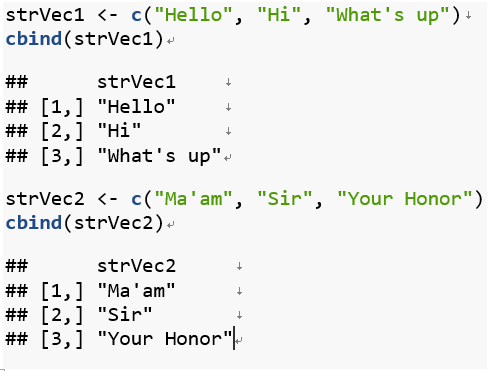 strVec1 <- c("Hello", "Hi", "What's up")
cbind(strVec1)
##      strVec1
## [1,] "Hello"
## [2,] "Hi"
## [3,] "What's up"
strVec2 <- c("Ma'am", "Sir", "Your Honor")
cbind(strVec2)
##      strVec2
## [1,] "Ma'am"
## [2,] "Sir"
## [3,] "Your Honor"